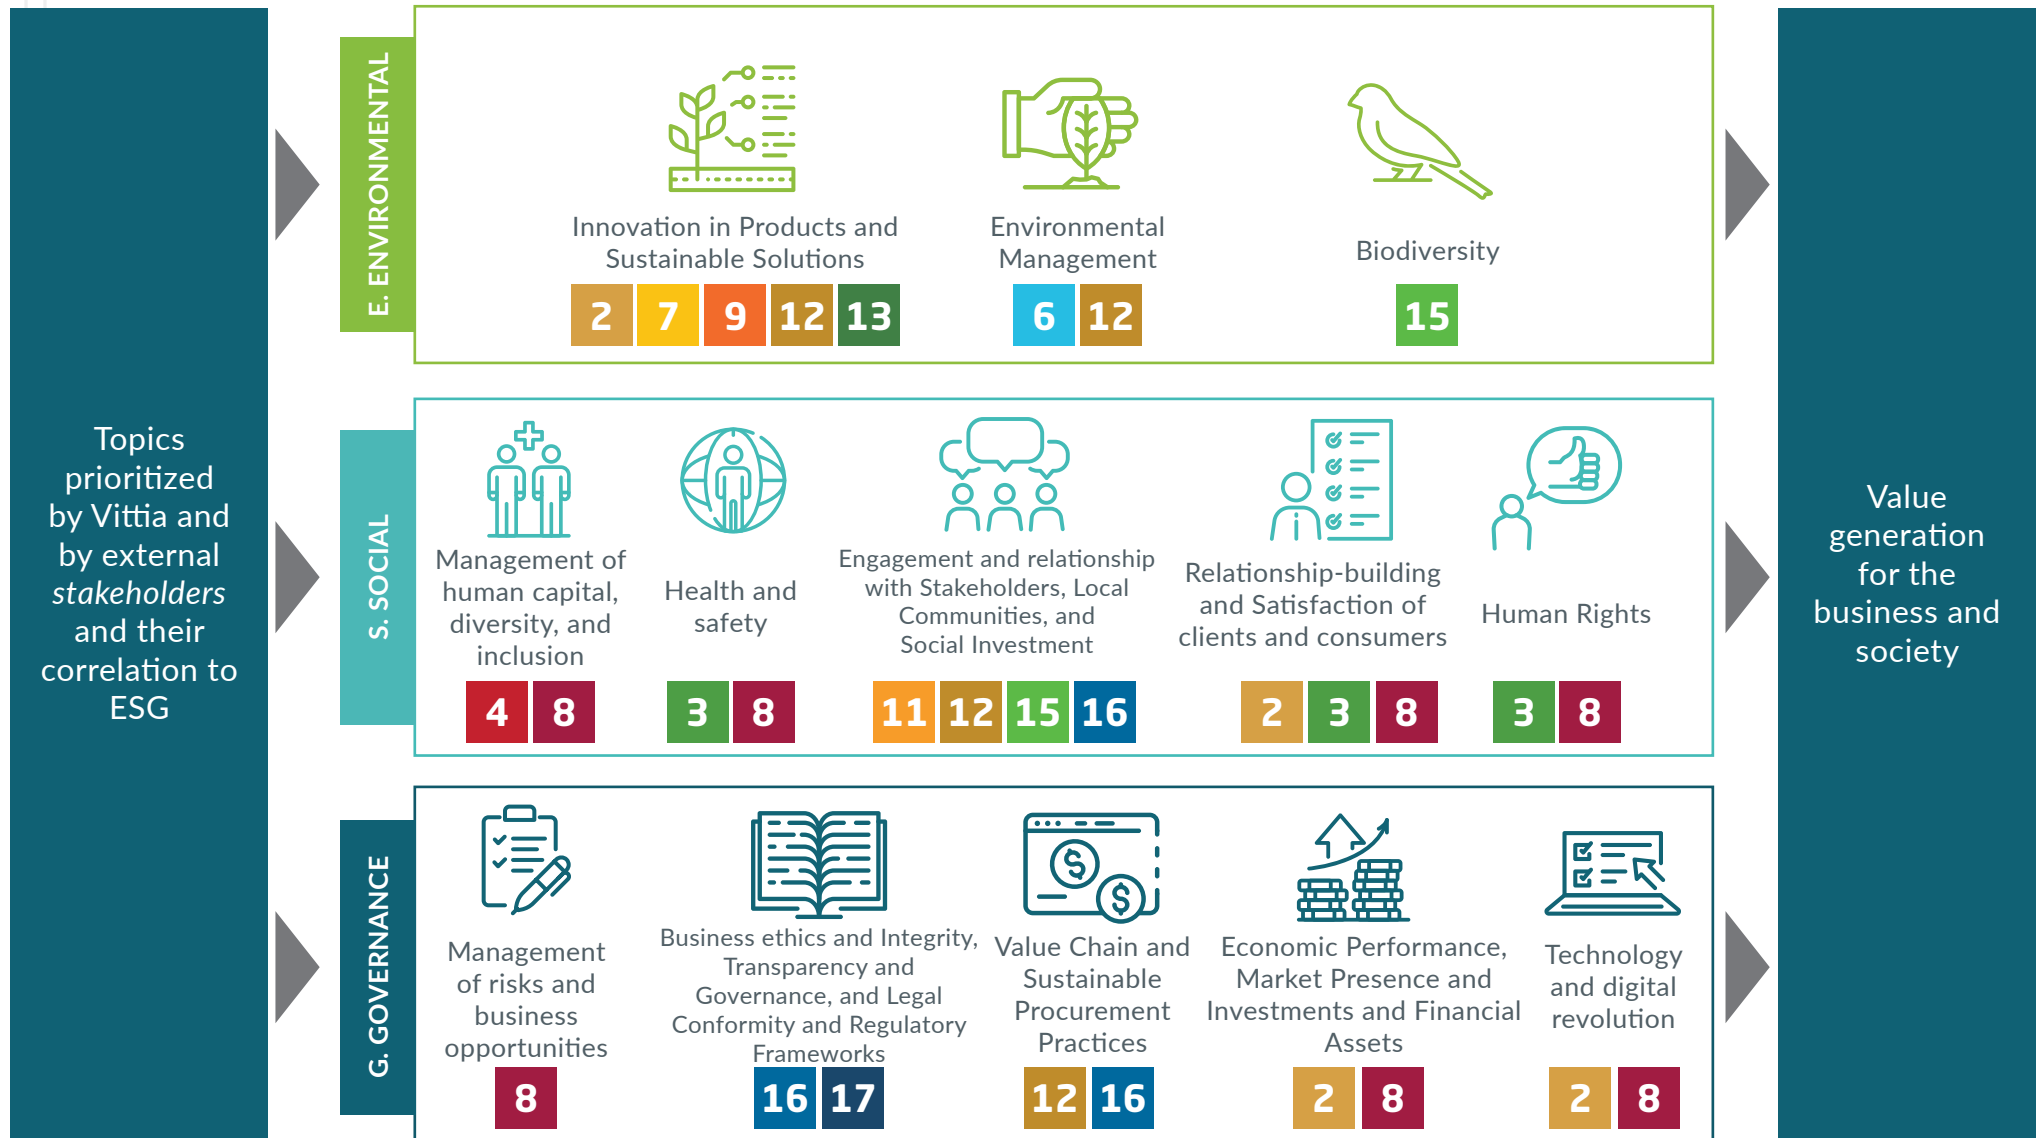 Topics
prioritized
by Vittia and
by external
stakeholders
and their
correlation to
ESG
E. ENVIRONMENTAL
Innovation in Products and
Sustainable Solutions
2 7 9 12 13
Environmental
Management
6 12
Biodiversity
15
S. SOCIAL
Management of
human capital,
diversity, and
inclusion
4 8
Health and
safety
3 8
Engagement and relationship
with Stakeholders, Local
Communities, and
Social Investment
11 12 15 16
Relationship-building
and Satisfaction of
clients and consumers
2 3 8
Human Rights
3 8
G. GOVERNANCE
Management
of risks and
business
opportunities
8
Business ethics and Integrity,
Transparency and
Governance, and Legal
Conformity and Regulatory
Frameworks
16 17
$
$
Value Chain and
Sustainable
Procurement
Practices
12 16
Economic Performance,
Market Presence and
Investments and Financial
Assets
2 8
Technology
and digital
revolution
2 8
Value
generation
for the
business and
society